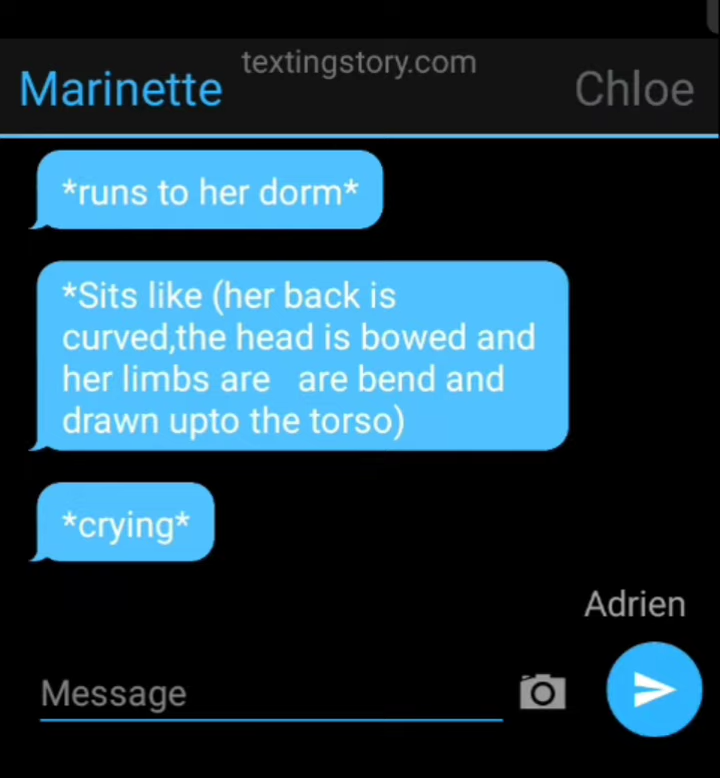 textingstory.com
Marinette Chloe
*runs to her dorm*
*Sits like (her back is
curved,the head is bowed and
her limbs are   are bend and
drawn upto the torso)
*crying*
Adrien
Message